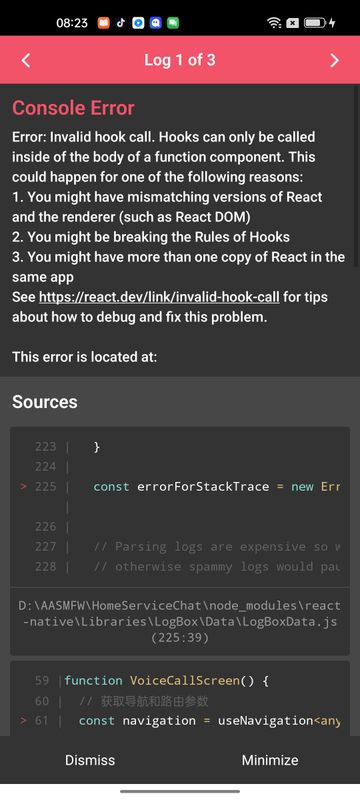 08:23
Log 1 of 3
Console Error
Error: Invalid hook call. Hooks can only be called
inside of the body of a function component. This
could happen for one of the following reasons:
1. You might have mismatching versions of React
and the renderer (such as React DOM)
2. You might be breaking the Rules of Hooks
3. You might have more than one copy of React in the
same app
See https://react.dev/link/invalid-hook-call for tips
about how to debug and fix this problem.
This error is located at:
Sources
223 | }
224 |
> 225 | const errorForStackTrace = new Err
|
226 |
227 | // Parsing logs are expensive so w
228 | // otherwise spammy logs would pau
D:\AASMFW\HomeServiceChat\node_modules\react
-native\Libraries\LogBox\Data\LogBoxData.js
(225:39)
59 |function VoiceCallScreen() {
60 | // 获取导航和路由参数
> 61 | const navigation = useNavigation<any
Dismiss
Minimize